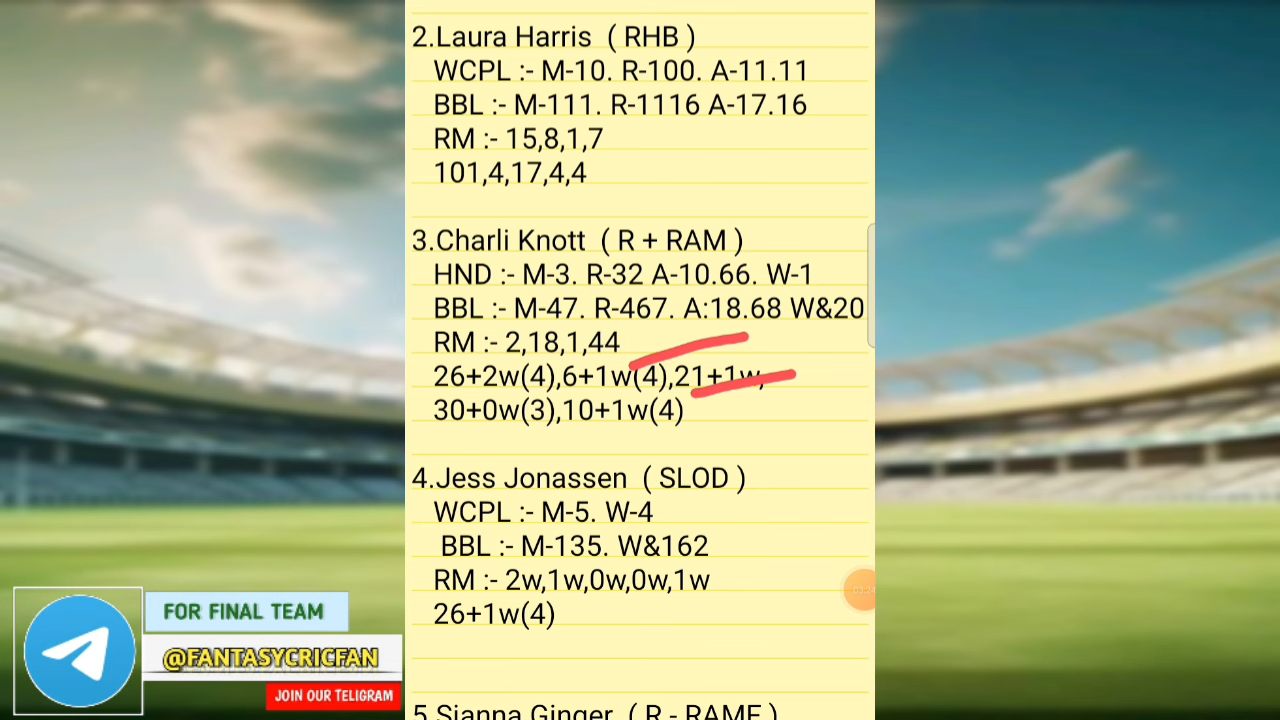 2.Laura Harris ( RHB )
WCPL :- M-10. R-100. A-11.11
BBL :- M-111. R-1116 A-17.16
RM :- 15,8,1,7
101,4,17,4,4
3.Charli Knott ( R + RAM )
HND :- M-3. R-32 A-10.66. W-1
BBL :- M-47. R-467. A:18.68 W&20
RM :- 2,18,1,44
26+2w(4),6+1w(4),21+1w,
30+0w(3),10+1w(4)
4.Jess Jonassen ( SLOD )
WCPL :- M-5. W-4
BBL :- M-135. W&162
RM :- 2w,1w,0w,0w,1w
26+1w(4)
5.Sianna Ginger ( R - RAMF )
FOR FINAL TEAM
@FANTASYCRICFAN
JOIN OUR TELIGRAM